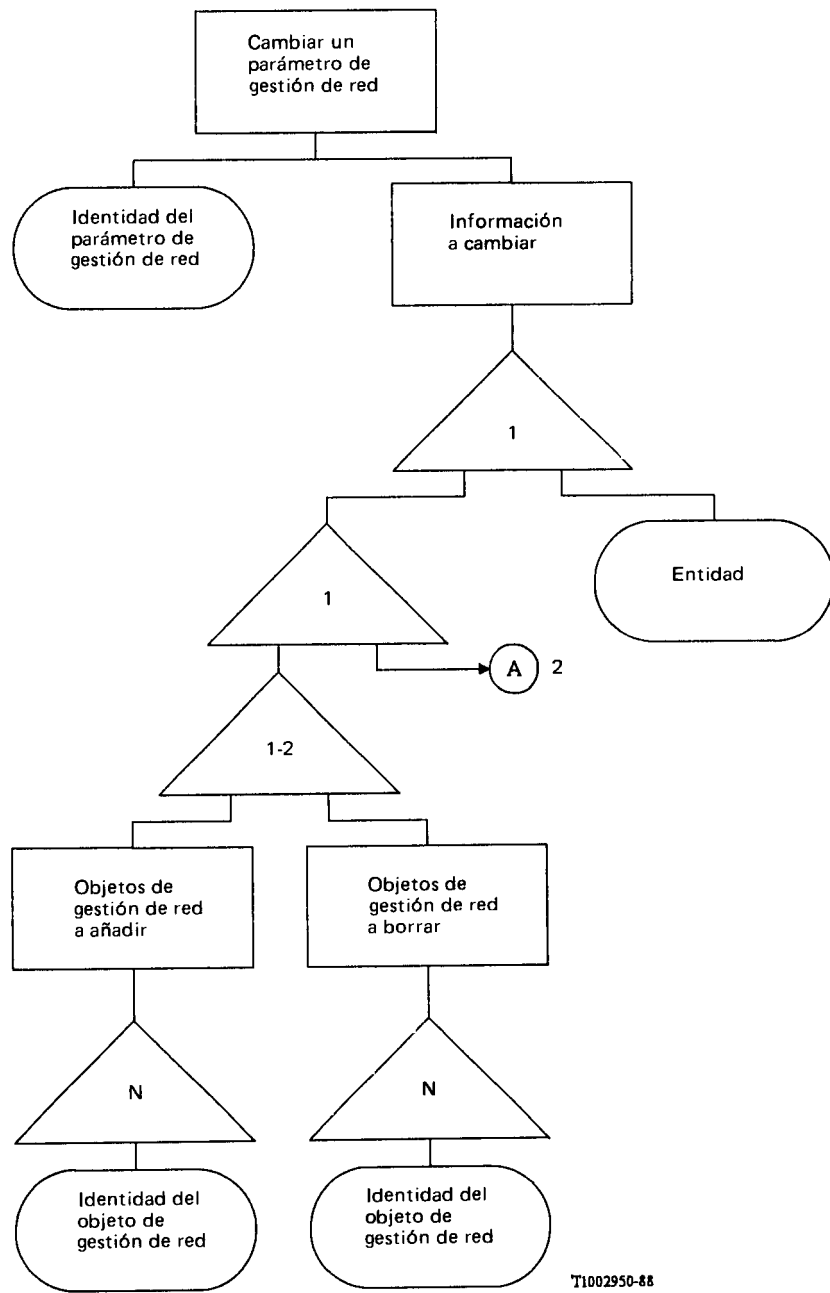 Cambiar un
parámetro de
gestión de red
Identidad del
parámetro de
gestión de red
Información
a cambiar
1
Entidad
1
A 2
1-2
Objetos de
gestión de red
a añadir
Objetos de
gestión de red
a borrar
N
N
Identidad del
objeto de
gestión de red
Identidad del
objeto de
gestión de red
T1002950-88